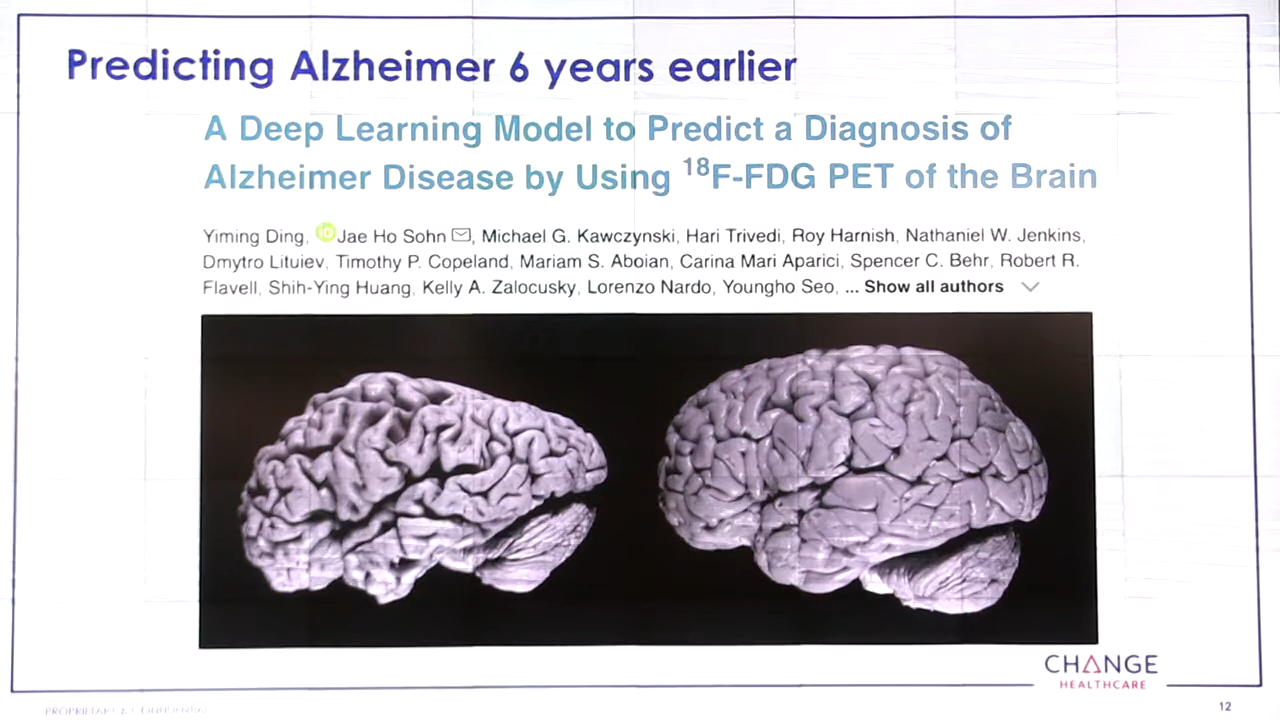 Predicting Alzheimer 6 years earlier
A Deep Learning Model to Predict a Diagnosis of
Alzheimer Disease by Using 18F-FDG PET of the Brain
Yiming Ding, iD Jae Ho Sohn, Michael G. Kawczynski, Hari Trivedi, Roy Harnish, Nathaniel W. Jenkins,
Dmytro Lituiev, Timothy P. Copeland, Mariam S. Aboian, Carina Mari Aparici, Spencer C. Behr, Robert R.
Flavell, Shih-Ying Huang, Kelly A. Zalocusky, Lorenzo Nardo, Youngho Seo, ... Show all authors
CHANGE
HEALTHCARE
PROPRIETARY & CONFIDENTIAL
12